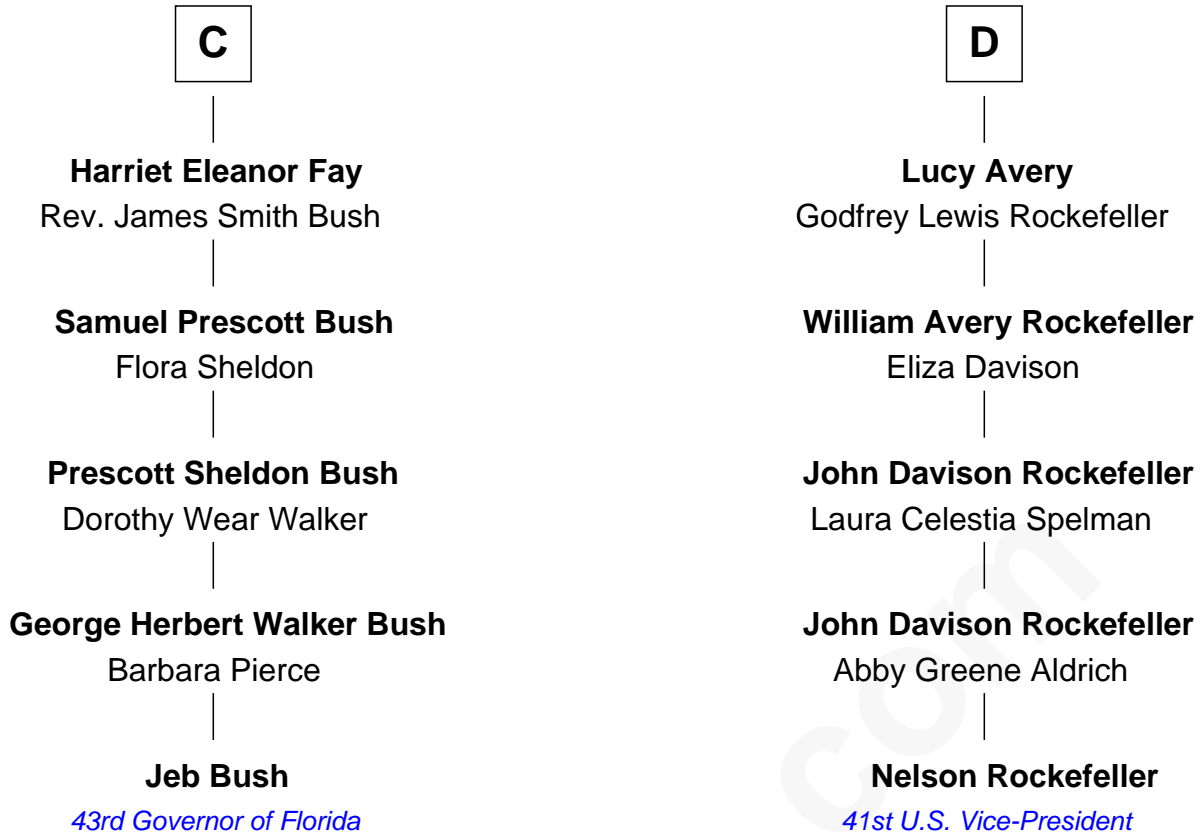 C
Harriet Eleanor Fay
Rev. James Smith Bush
Samuel Prescott Bush
Flora Sheldon
Prescott Sheldon Bush
Dorothy Wear Walker
George Herbert Walker Bush
Barbara Pierce
Jeb Bush
43rd Governor of Florida
D
Lucy Avery
Godfrey Lewis Rockefeller
William Avery Rockefeller
Eliza Davison
John Davison Rockefeller
Laura Celestia Spelman
John Davison Rockefeller
Abby Greene Aldrich
Nelson Rockefeller
41st U.S. Vice-President
com